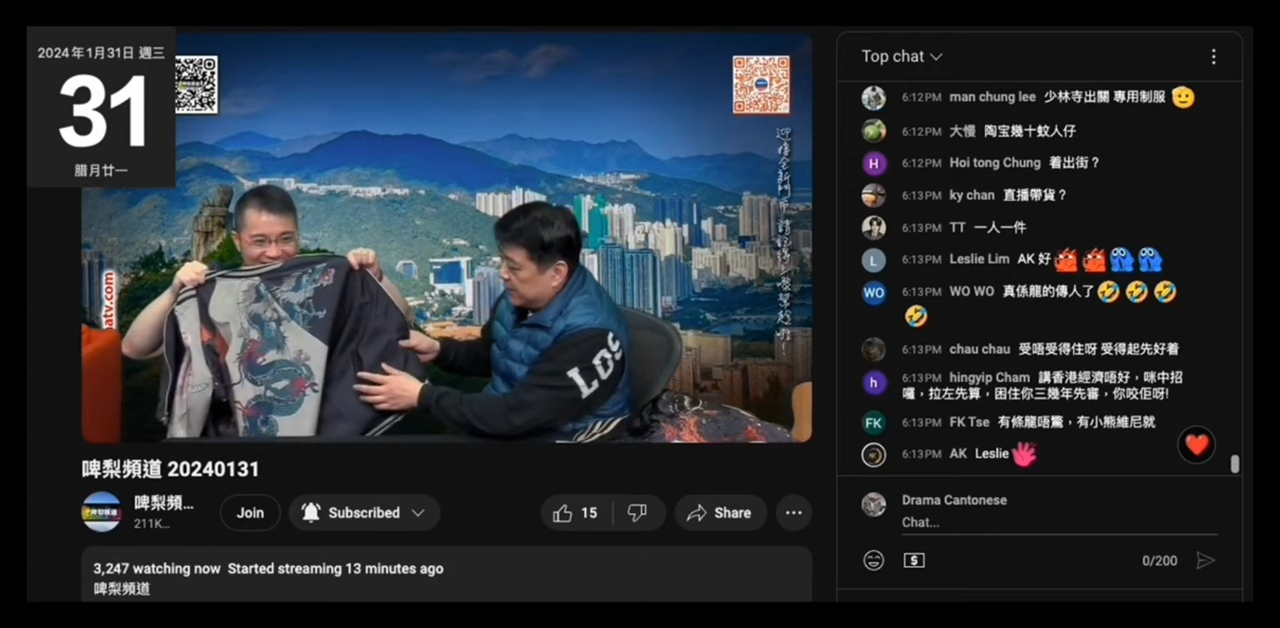 2024年1月31日 週三
31
腊月廿一
atv.com
LDS
啤梨頻道 20240131
啤梨頻...
211K...
Join
Subscribed
15
Share
3,247 watching now Started streaming 13 minutes ago
啤梨頻道
Top chat
6:12PM man chung lee 少林寺出關 專用制服
6:12PM 大慢 陶宝幾十蚊人仔
H
6:12PM Hoi tong Chung 着出街？
6:13PM ky chan 直播帶貨？
6:13PM TT 一人一件
L
6:13PM Leslie Lim AK 好
WO
6:13PM WO WO 真係龍的傳人了
6:13PM chau chau 受唔受得住呀 受得起先好着
h
6:13PM hingyip Cham 講香港經濟唔好，咪中招
囉，拉左先算，困住你三幾年先審，你咬佢呀!
FK
6:13PM FK Tse 有條龍唔驚，有小熊維尼就
6:13PM AK Leslie
Drama Cantonese
Chat...
0/200